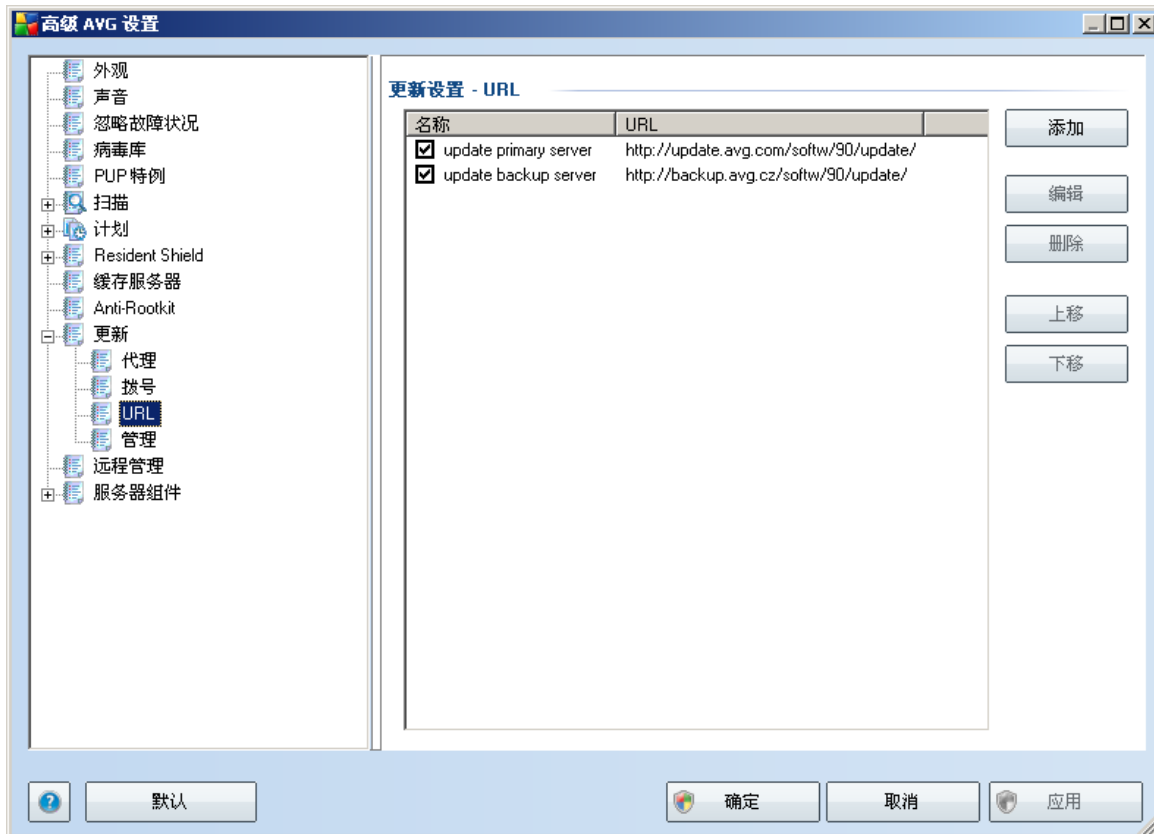 高级 AVG 设置
外观
声音
忽略故障状况
病毒库
PUP 特例
扫描
计划
Resident Shield
缓存服务器
Anti-Rootkit
更新
代理
拨号
URL
管理
远程管理
服务器组件
更新设置 - URL
名称 URL
update primary server http://update.avg.com/softw/90/update/
update backup server http://backup.avg.cz/softw/90/update/
添加
编辑
删除
上移
下移
默认
确定
取消
应用